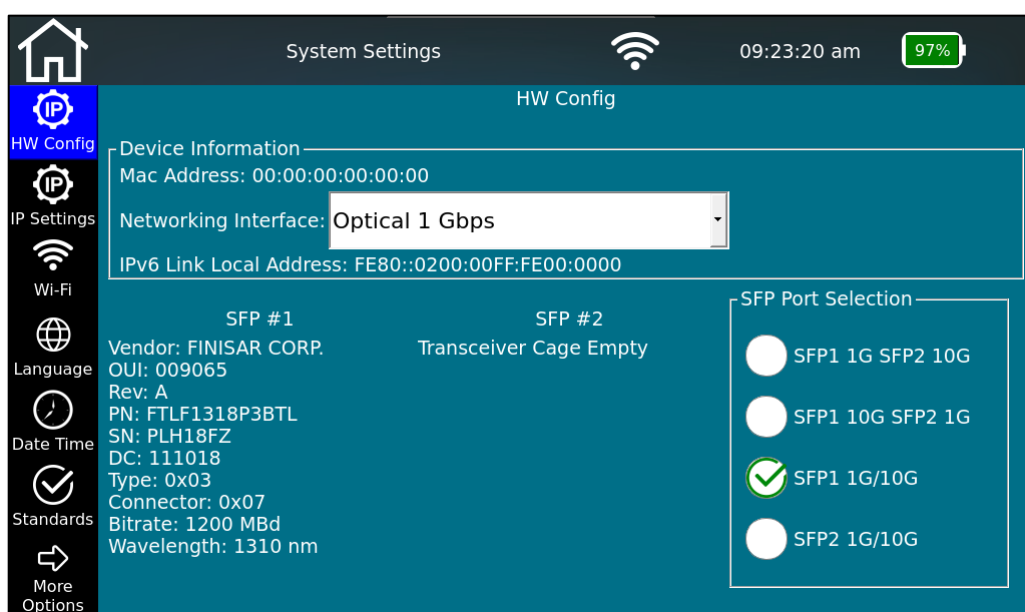 System Settings
09:23:20 am
97%
HW Config
IP
HW Config
IP
IP Settings
Wi-Fi
Language
Date Time
Standards
More
Options
Device Information
Mac Address: 00:00:00:00:00:00
Networking Interface: Optical 1 Gbps
IPv6 Link Local Address: FE80::0200:00FF:FE00:0000
SFP #1
Vendor: FINISAR CORP.
OUI: 009065
Rev: A
PN: FTLF1318P3BTL
SN: PLH18FZ
DC: 111018
Type: 0x03
Connector: 0x07
Bitrate: 1200 MBd
Wavelength: 1310 nm
SFP #2
Transceiver Cage Empty
SFP Port Selection
SFP1 1G SFP2 10G
SFP1 10G SFP2 1G
SFP1 1G/10G
SFP2 1G/10G